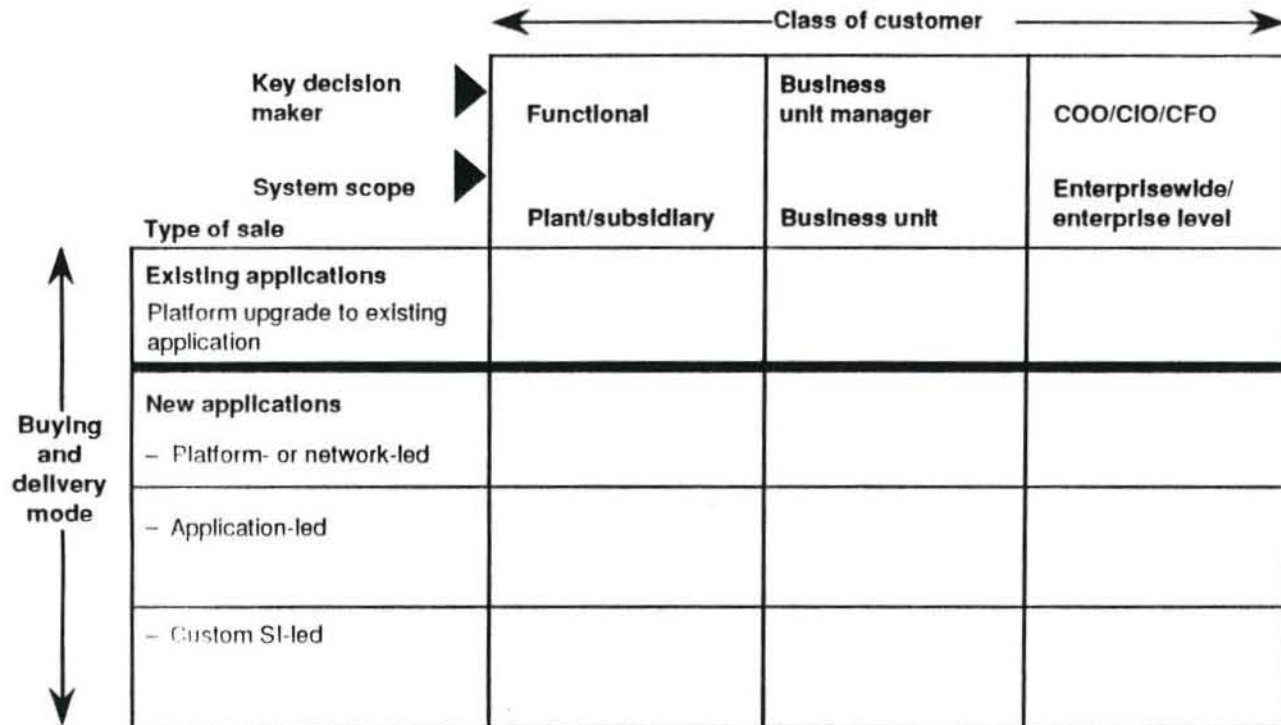 Class of customer
Key decision
maker
Functional
Business
unit manager
COO/CIO/CFO
System scope
Plant/subsidiary
Business unit
Enterprisewide/
enterprise level
Type of sale
Existing applications
Platform upgrade to existing
application
Buying
and
delivery
mode
New applications
– Platform- or network-led
– Application-led
– Custom SI-led